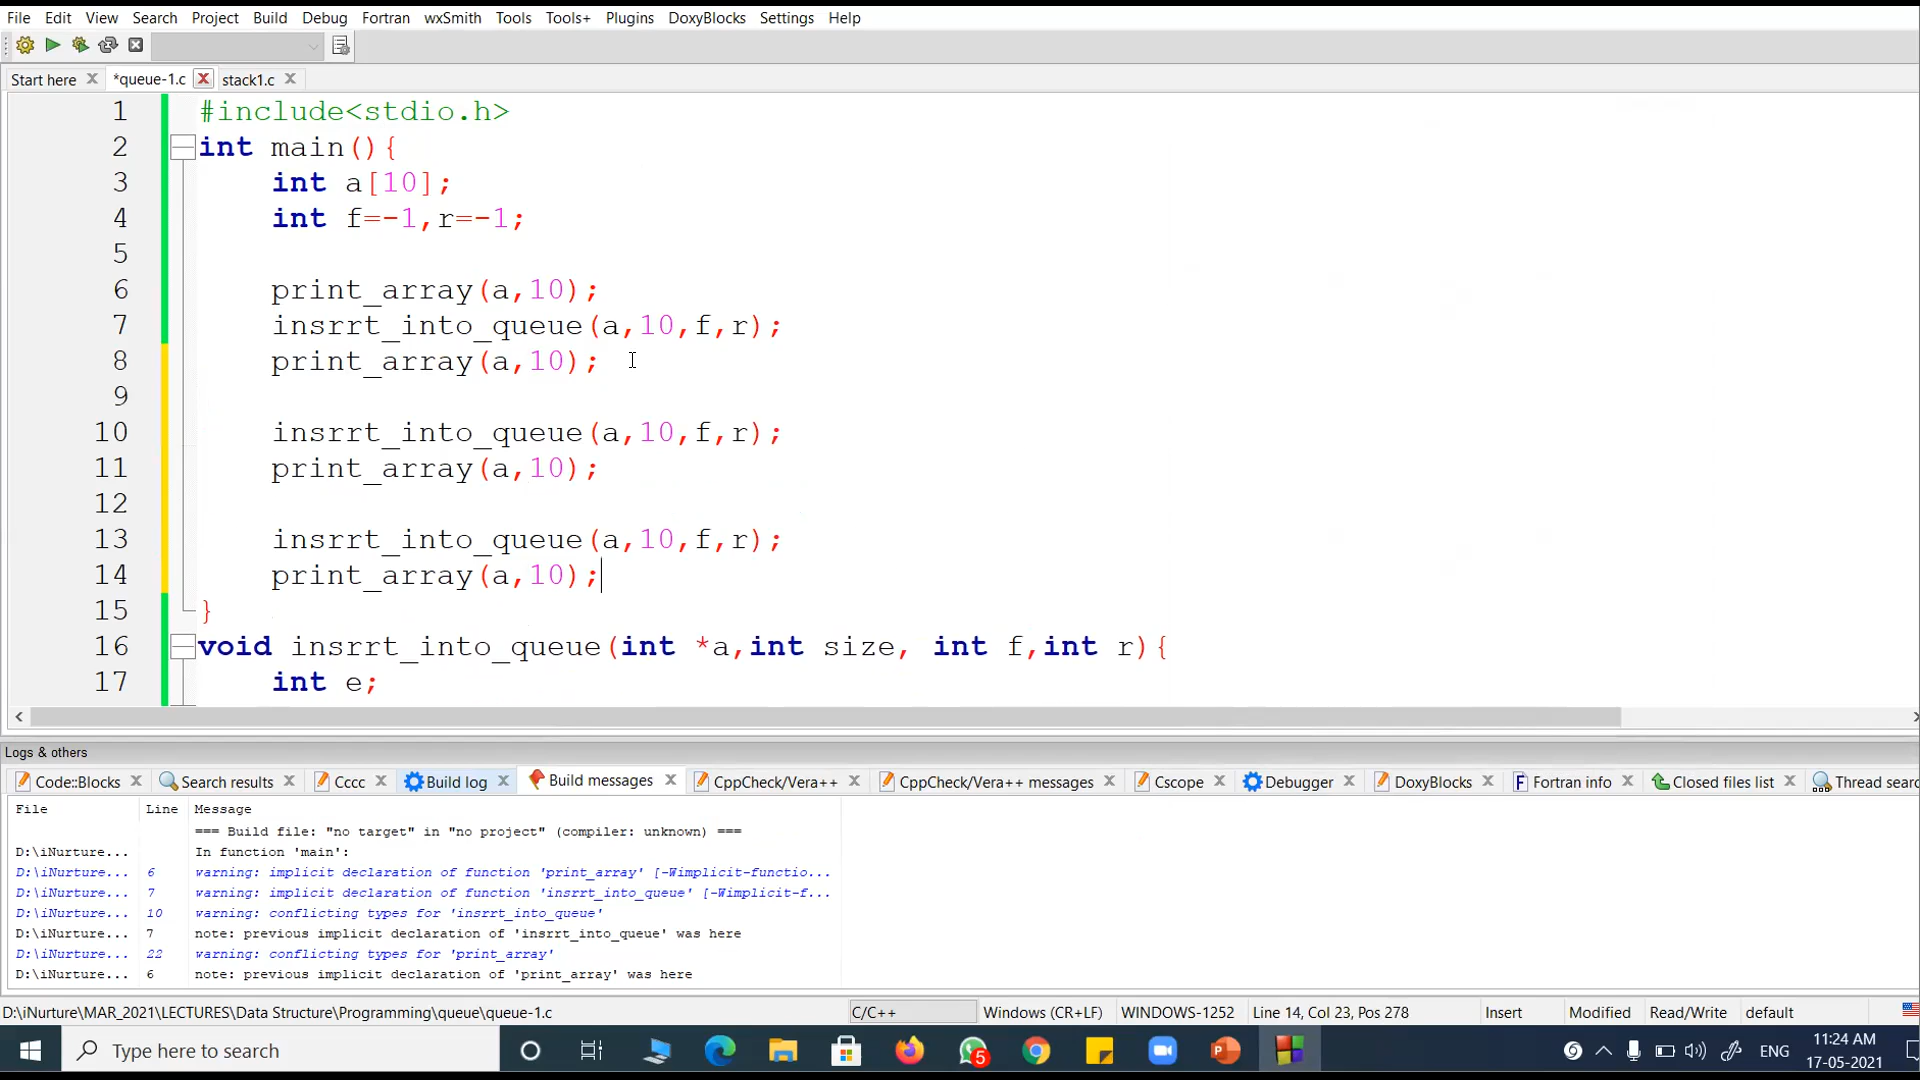 File Edit View Search Project Build Debug Fortran wxSmith Tools Tools+ Plugins DoxyBlocks Settings Help
Start here *queue-1.c stack1.c
1 #include<stdio.h>
2 int main(){
3 int a[10];
4 int f=-1,r=-1;
5
6 print_array(a,10);
7 insrrt_into_queue(a,10,f,r);
8 print_array(a,10);
9
10 insrrt_into_queue(a,10,f,r);
11 print_array(a,10);
12
13 insrrt_into_queue(a,10,f,r);
14 print_array(a,10);
15 }
16 void insrrt_into_queue(int *a,int size, int f,int r){
17 int e;
Logs & others
Code::Blocks Search results Cccc Build log Build messages CppCheck/Vera++ CppCheck/Vera++ messages Cscope Debugger DoxyBlocks Fortran info Closed files list Thread searc
File Line Message
=== Build file: "no target" in "no project" (compiler: unknown) ===
D:\iNurture... In function 'main':
D:\iNurture... 6 warning: implicit declaration of function 'print_array' [-Wimplicit-functio...
D:\iNurture... 7 warning: implicit declaration of function 'insrrt_into_queue' [-Wimplicit-f...
D:\iNurture... 10 warning: conflicting types for 'insrrt_into_queue'
D:\iNurture... 7 note: previous implicit declaration of 'insrrt_into_queue' was here
D:\iNurture... 22 warning: conflicting types for 'print_array'
D:\iNurture... 6 note: previous implicit declaration of 'print_array' was here
D:\iNurture\MAR_2021\LECTURES\Data Structure\Programming\queue\queue-1.c C/C++ Windows (CR+LF) WINDOWS-1252 Line 14, Col 23, Pos 278 Insert Modified Read/Write default
Type here to search 5 ENG 11:24 AM
17-05-2021